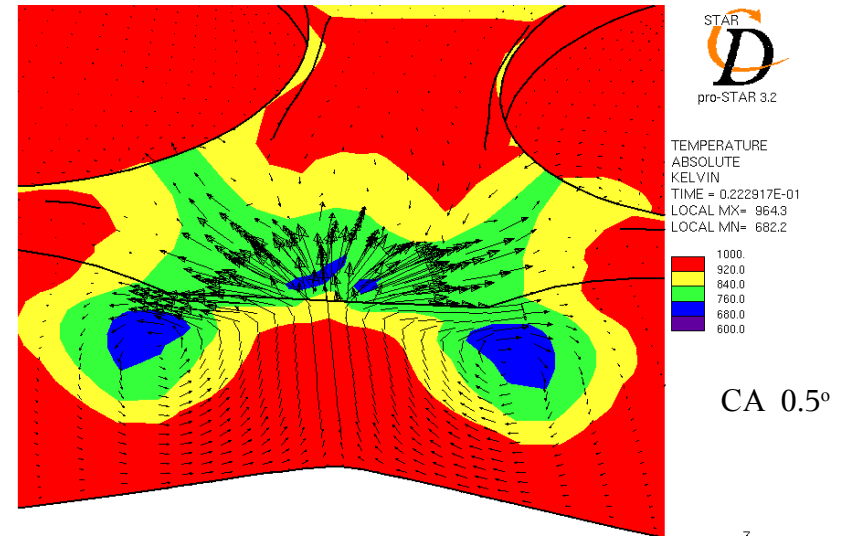 STAR
D
pro-STAR 3.2
TEMPERATURE
ABSOLUTE
KELVIN
TIME = 0.222917E-01
LOCAL MX= 964.3
LOCAL MN= 682.2
1000.
920.0
840.0
760.0
680.0
600.0
CA 0.5º